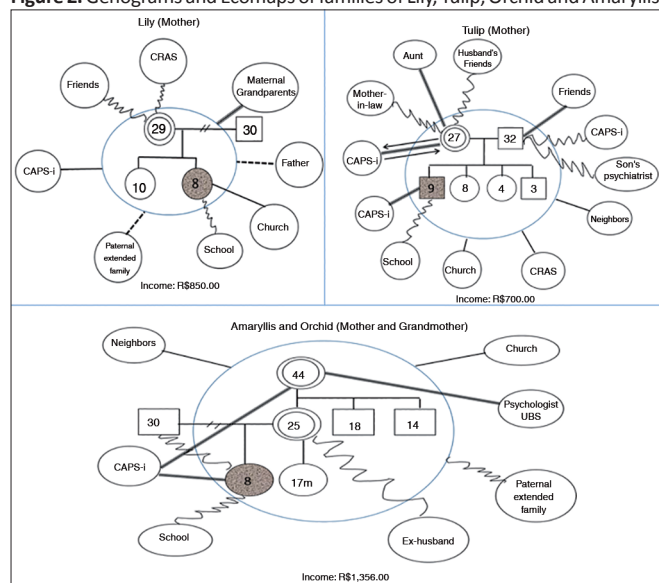 Figure 2. Genograms and Ecomaps of families of Lily, Tulip, Orchid and Amaryllis
Lily (Mother)
CRAS
Friends
Maternal
Grandparents
29
30
CAPS-i
Father
10
8
Church
School
Paternal
extended
family
Income: R$850.00
Tulip (Mother)
Aunt
Husband's
Friends
Mother-
in-law
Friends
27
32
CAPS-i
CAPS-i
Son's
psychiatrist
9
8
4
3
CAPS-i
Neighbors
School
Church
CRAS
Income: R$700.00
Amaryllis and Orchid (Mother and Grandmother)
Neighbors
Church
44
Psychologist
UBS
30
25
18
14
CAPS-i
8
17m
Paternal
extended
family
School
Ex-husband
Income: R$1,356.00